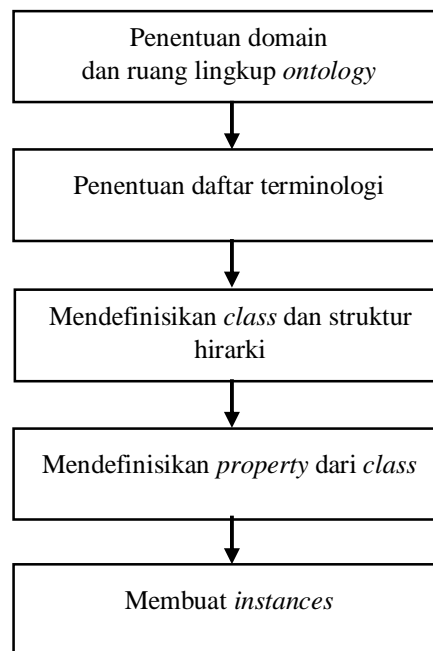 Penentuan domain
dan ruang lingkup ontology
Penentuan daftar terminologi
Mendefinisikan class dan struktur
hirarki
Mendefinisikan property dari class
Membuat instances